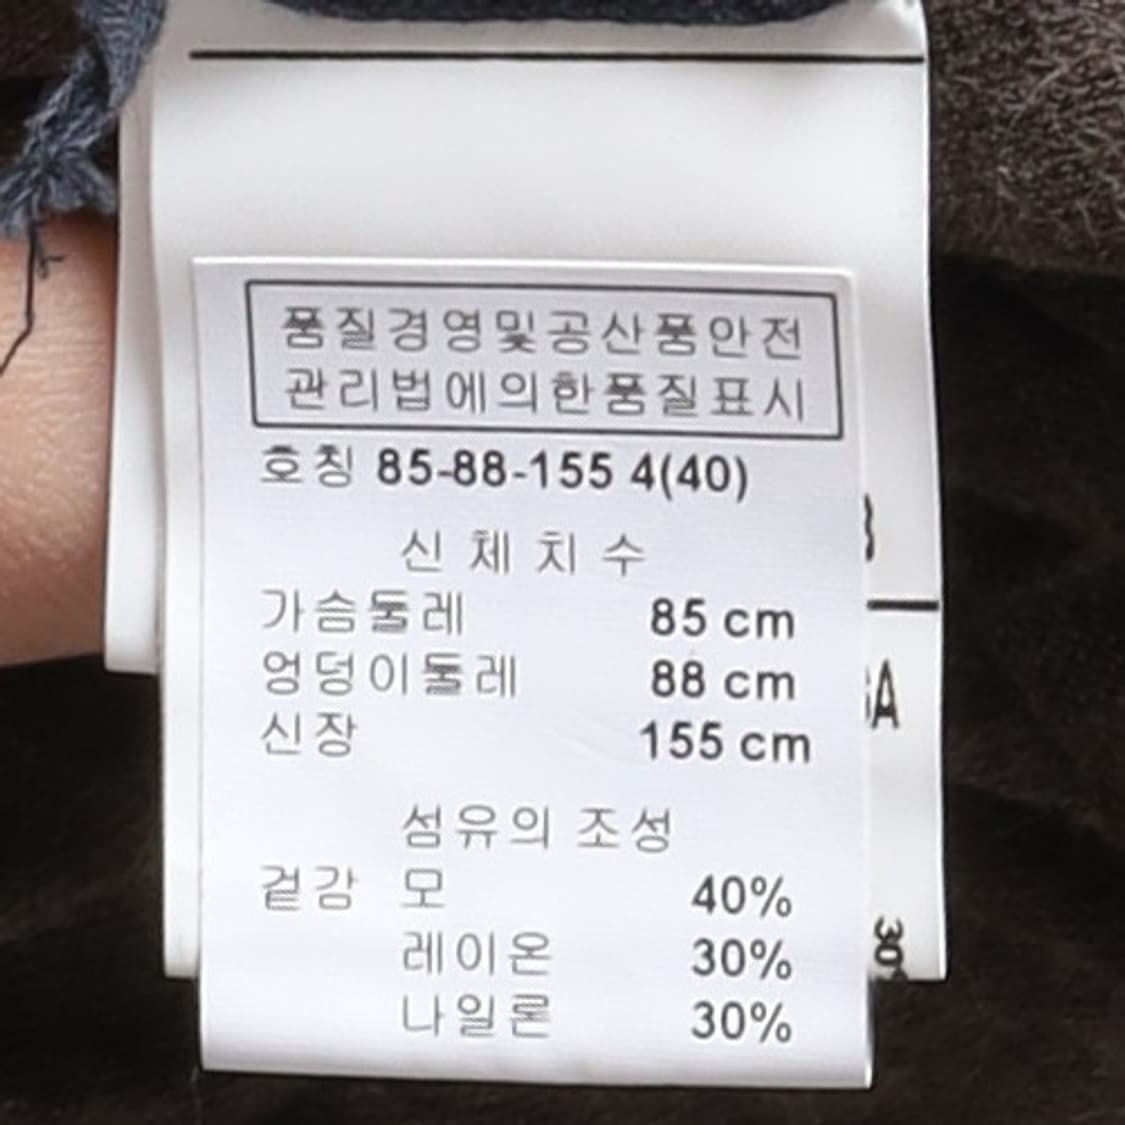 품질경영및공산품안전
관리법에의한품질표시
호칭 85-88-155 4(40)
신체치수
가슴둘레 85 cm
엉덩이둘레 88 cm
신장 155 cm
섬유의 조성
겉감 모 40%
레이온 30%
나일론 30%
A
30